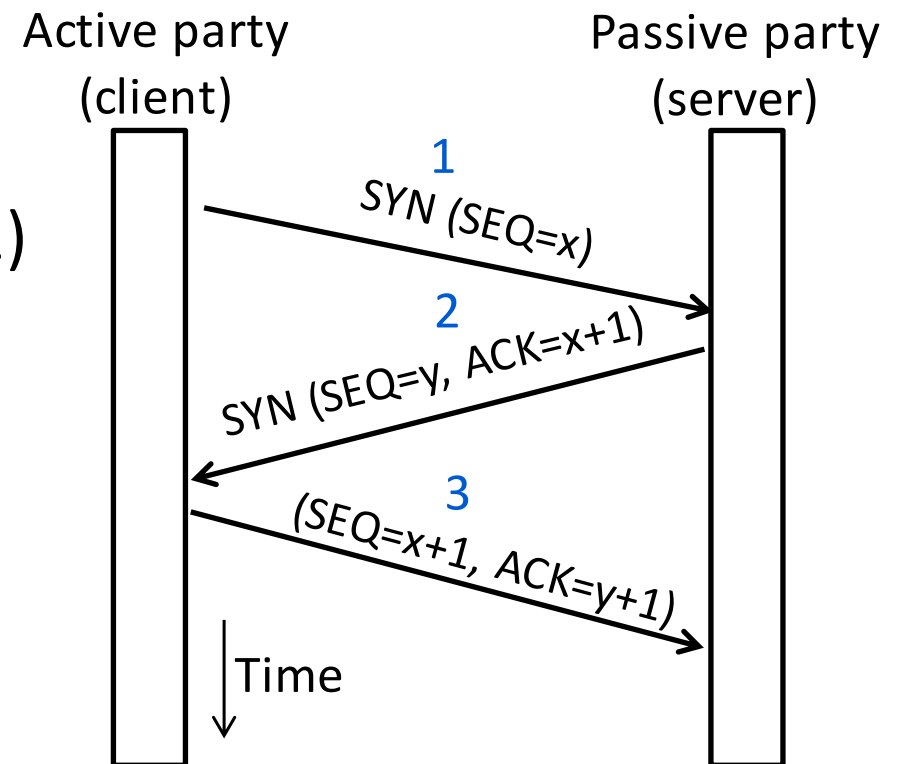 Active party
(client)
Passive party
(server)
1
SYN (SEQ=x)
.)
2
SYN (SEQ=y, ACK=x+1)
3
(SEQ=x+1, ACK=y+1)
Time